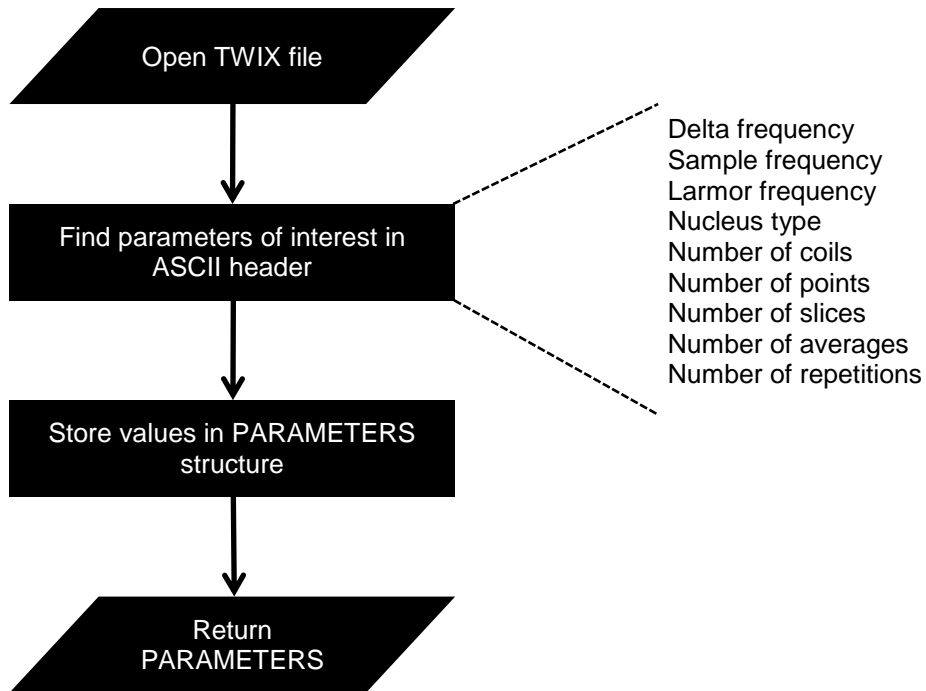 Open TWIX file
Find parameters of interest in
ASCII header
Delta frequency
Sample frequency
Larmor frequency
Nucleus type
Number of coils
Number of points
Number of slices
Number of averages
Number of repetitions
Store values in PARAMETERS
structure
Return
PARAMETERS